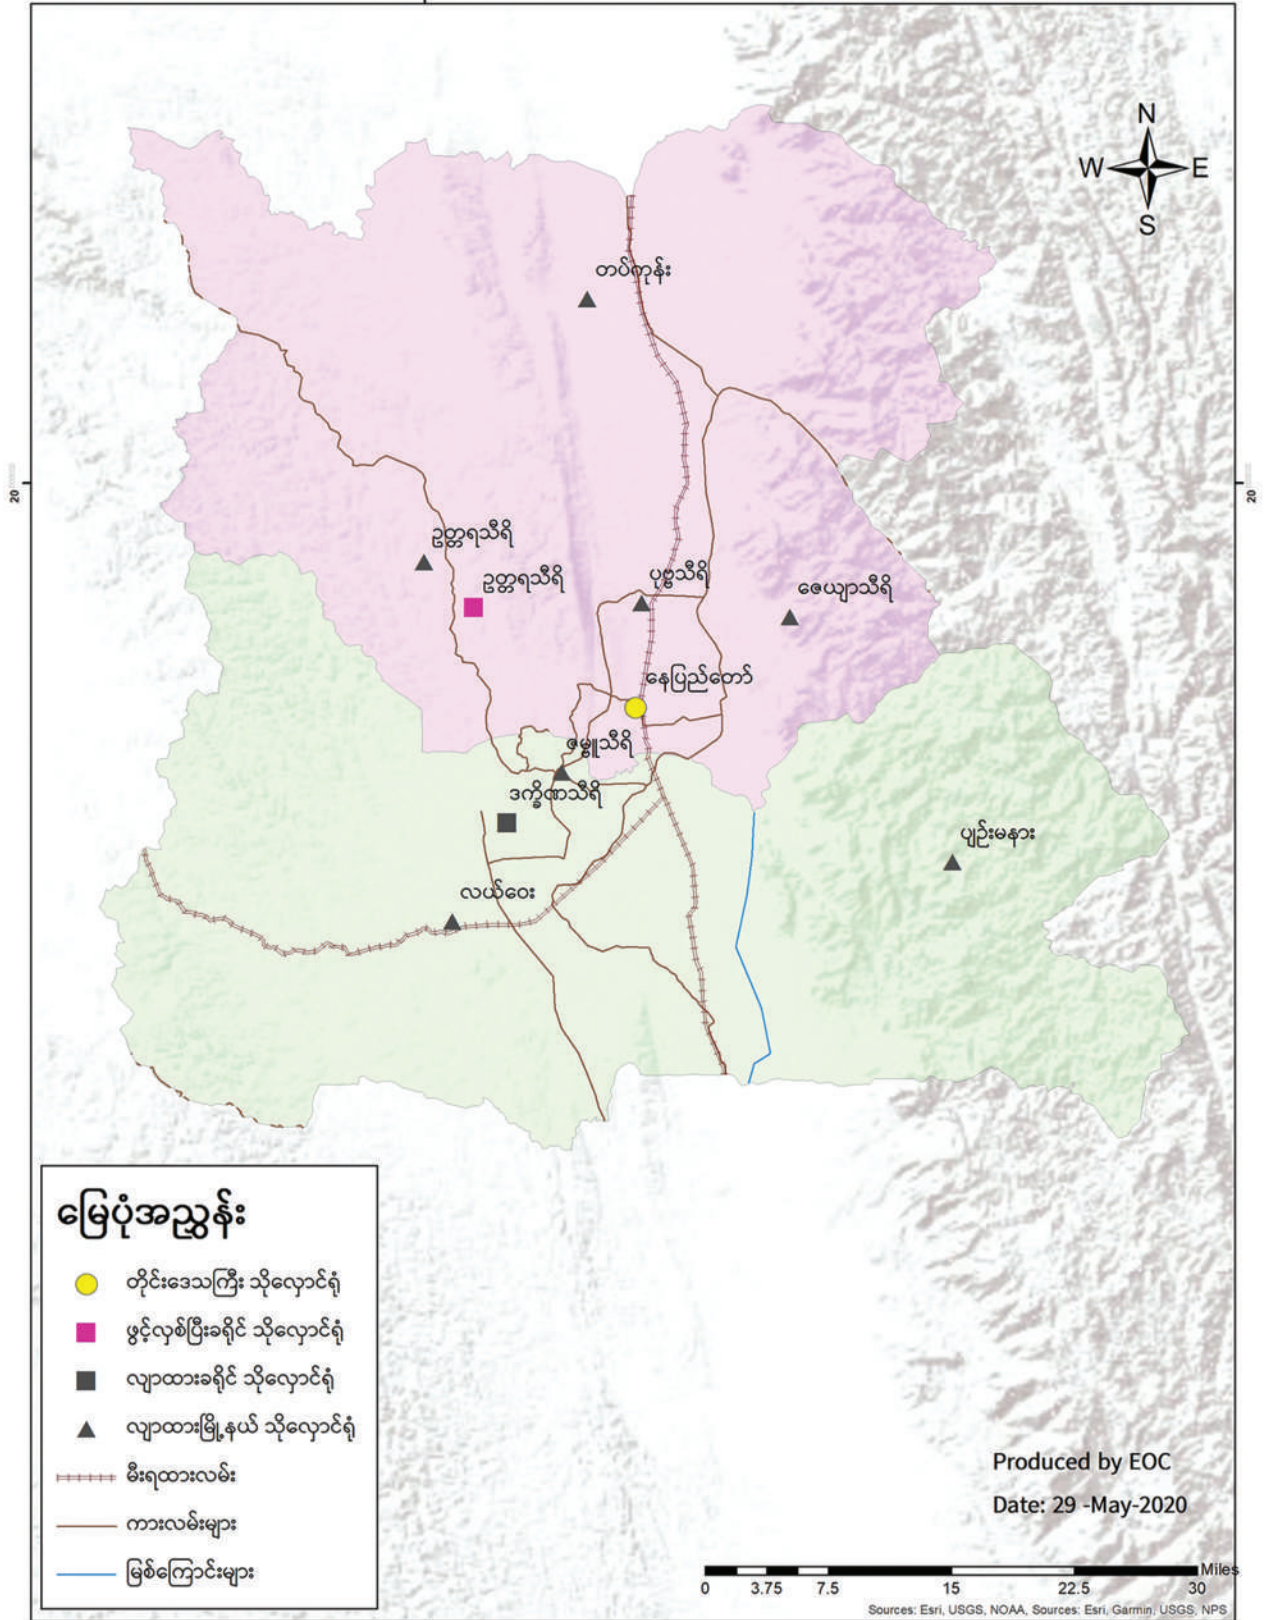 N
W E
S
တပ်ကုန်း
20
20
ဥတ္တရသီရိ
ဥတ္တရသီရိ
ပုဗ္ဗသီရိ
ဇေယျာသီရိ
နေပြည်တော်
ဇမ္ဗူသီရိ
ဒက္ခိဏသီရိ
ပျဉ်းမနား
လယ်ဝေး
မြေပုံအညွှန်း
တိုင်းဒေသကြီး သိုလှောင်ရုံ
ဖွင့်လှစ်ပြီးခရိုင် သိုလှောင်ရုံ
လျာထားခရိုင် သိုလှောင်ရုံ
လျာထားမြို့နယ် သိုလှောင်ရုံ
မီးရထားလမ်း
ကားလမ်းများ
မြစ်ကြောင်းများ
Produced by EOC
Date: 29 -May-2020
Miles
0 3.75 7.5 15 22.5 30
Sources: Esri, USGS, NOAA, Sources: Esri, Garmin, USGS, NPS